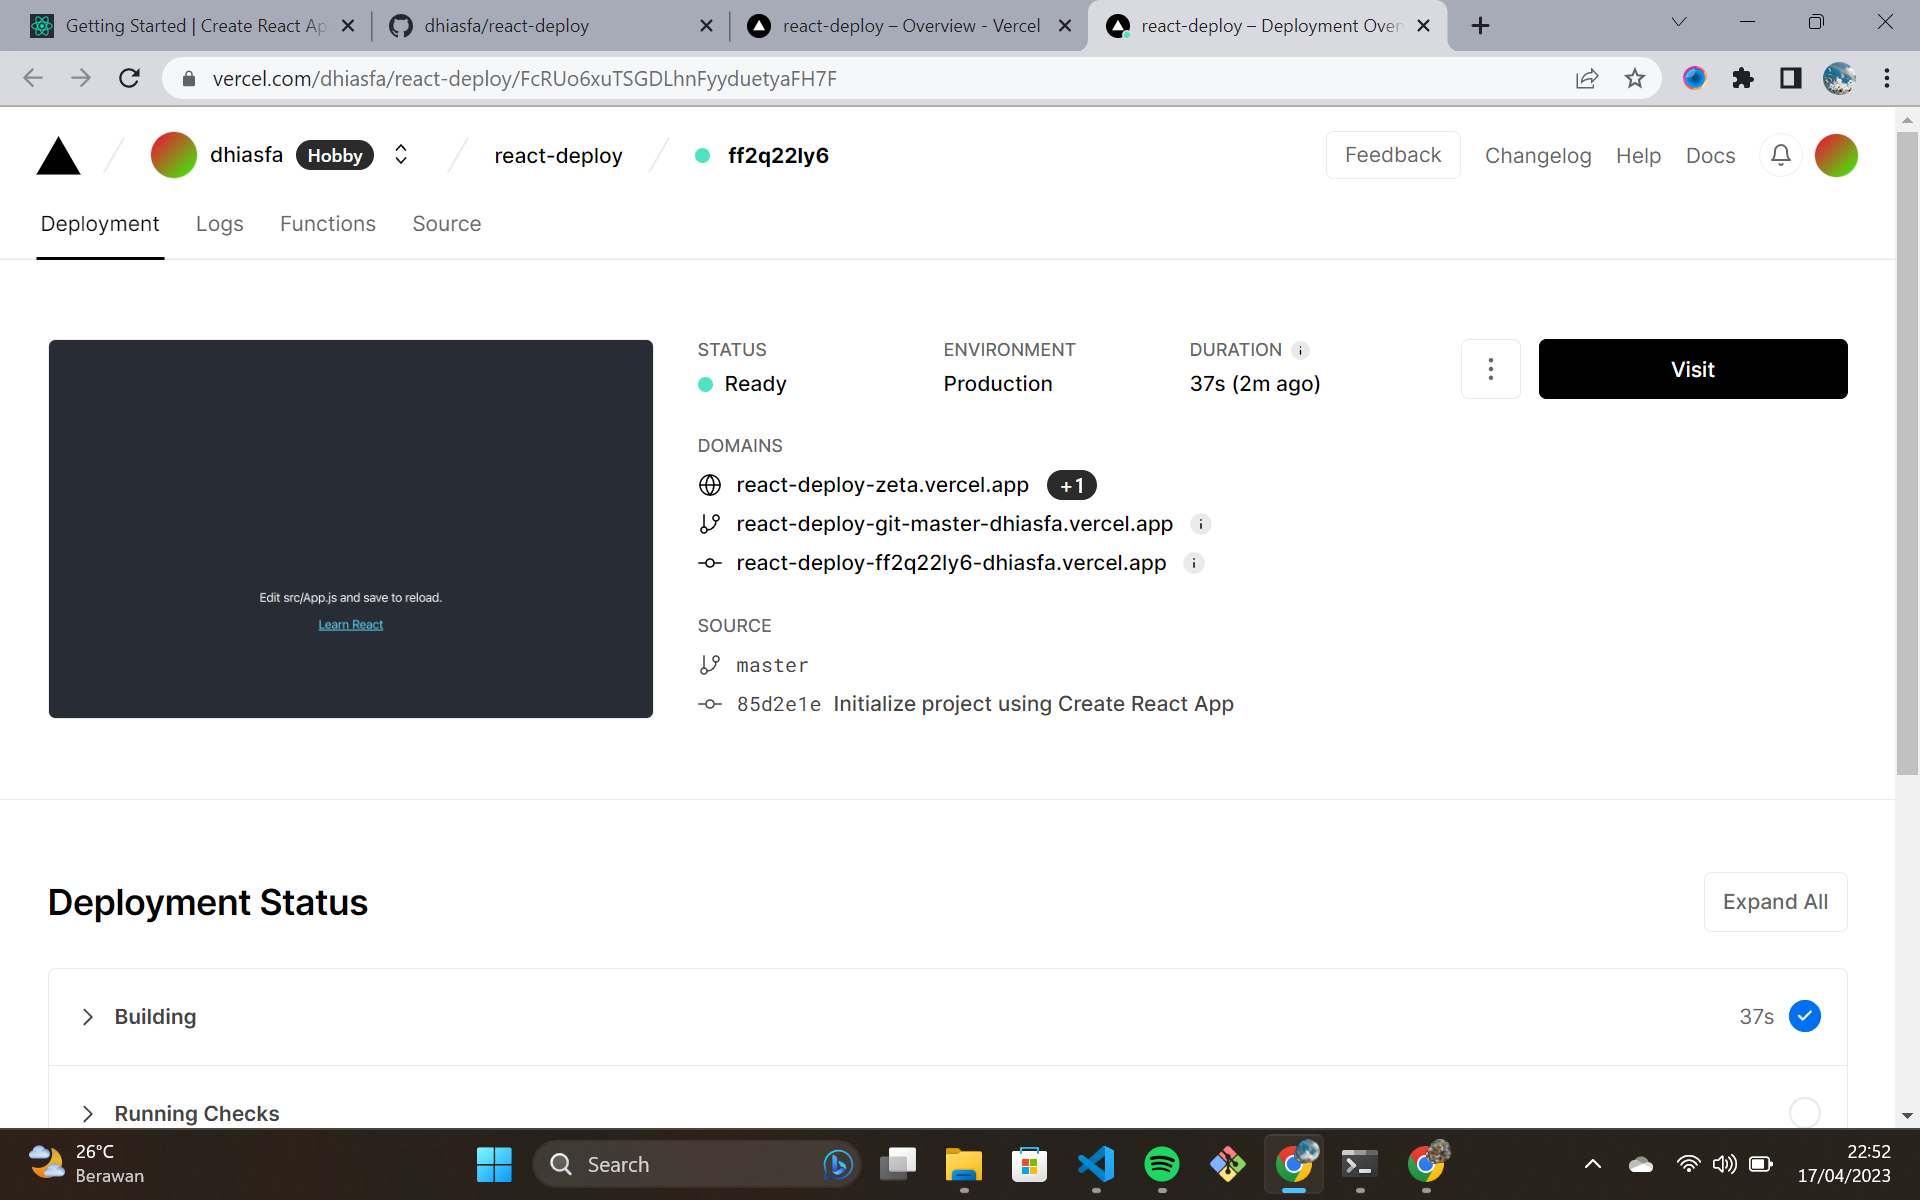 Getting Started | Create React Ap
dhiasfa/react-deploy
react-deploy – Overview - Vercel
react-deploy – Deployment Over
vercel.com/dhiasfa/react-deploy/FcRUo6xuTSGDLhnFyyduetyaFH7F
dhiasfa Hobby
react-deploy
ff2q22ly6
Feedback
Changelog
Help
Docs
Deployment
Logs
Functions
Source
Edit src/App.js and save to reload.
Learn React
STATUS
Ready
ENVIRONMENT
Production
DURATION
37s (2m ago)
Visit
DOMAINS
react-deploy-zeta.vercel.app +1
react-deploy-git-master-dhiasfa.vercel.app
react-deploy-ff2q22ly6-dhiasfa.vercel.app
SOURCE
master
85d2e1e Initialize project using Create React App
Deployment Status
Expand All
Building
37s
Running Checks
26°C
Berawan
Search
22:52
17/04/2023